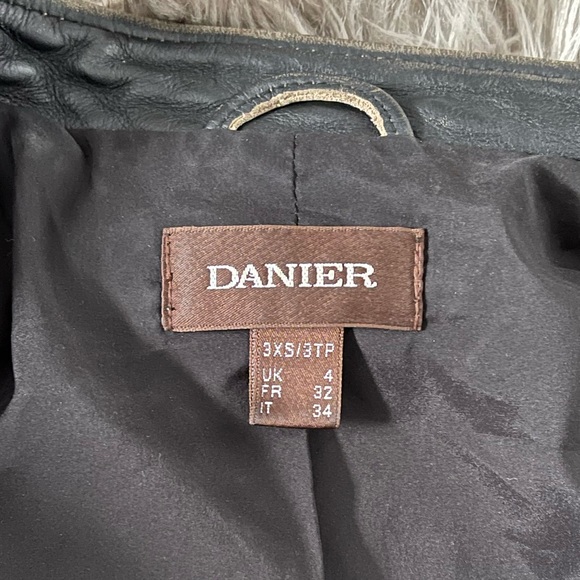 DANIER
3XS/3TP
UK 4
FR 32
IT 34